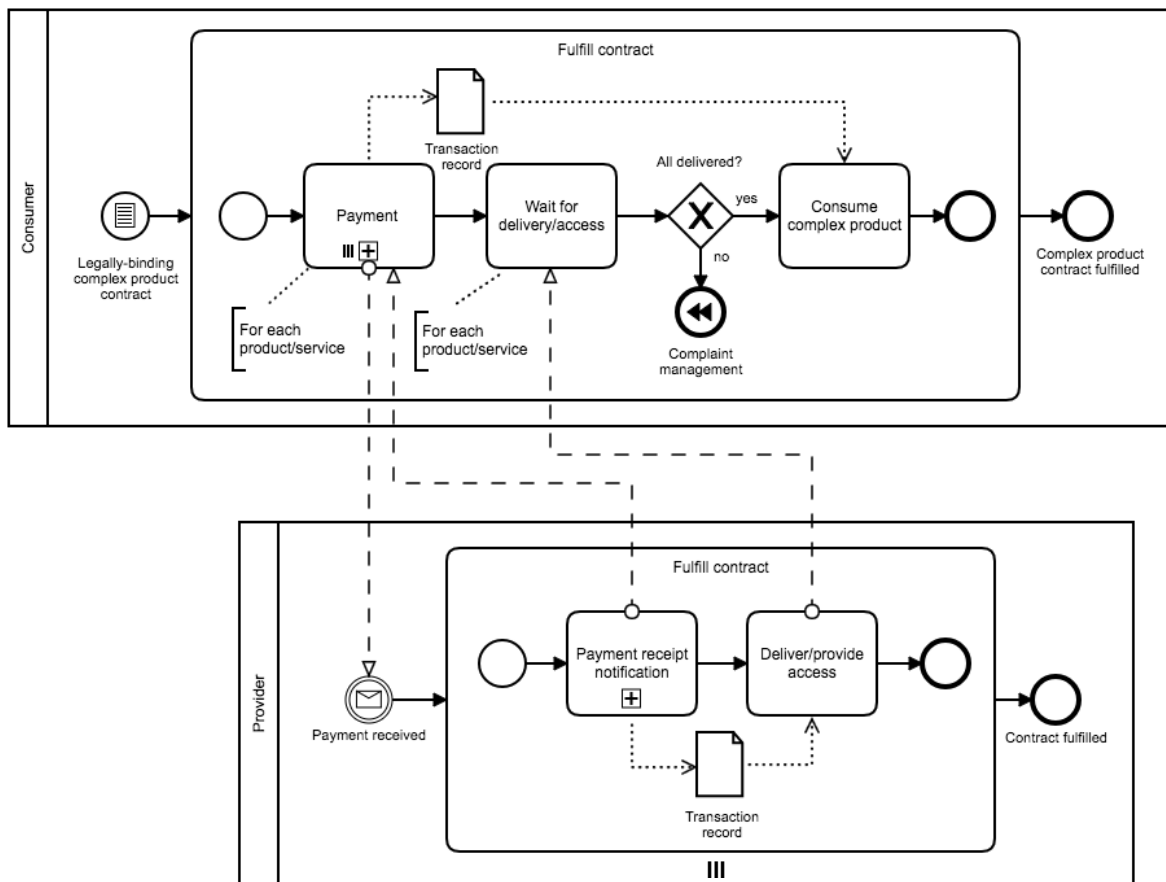 Fulfill contract
Transaction
record
All delivered?
Consumer
Payment
Wait for
delivery/access
yes
Consume
complex product
no
Legally-binding
complex product
contract
Complex product
contract fulfilled
For each
product/service
For each
product/service
Complaint
management
Fulfill contract
Provider
Payment receipt
notification
Deliver/provide
access
Payment received
Contract fulfilled
Transaction
record